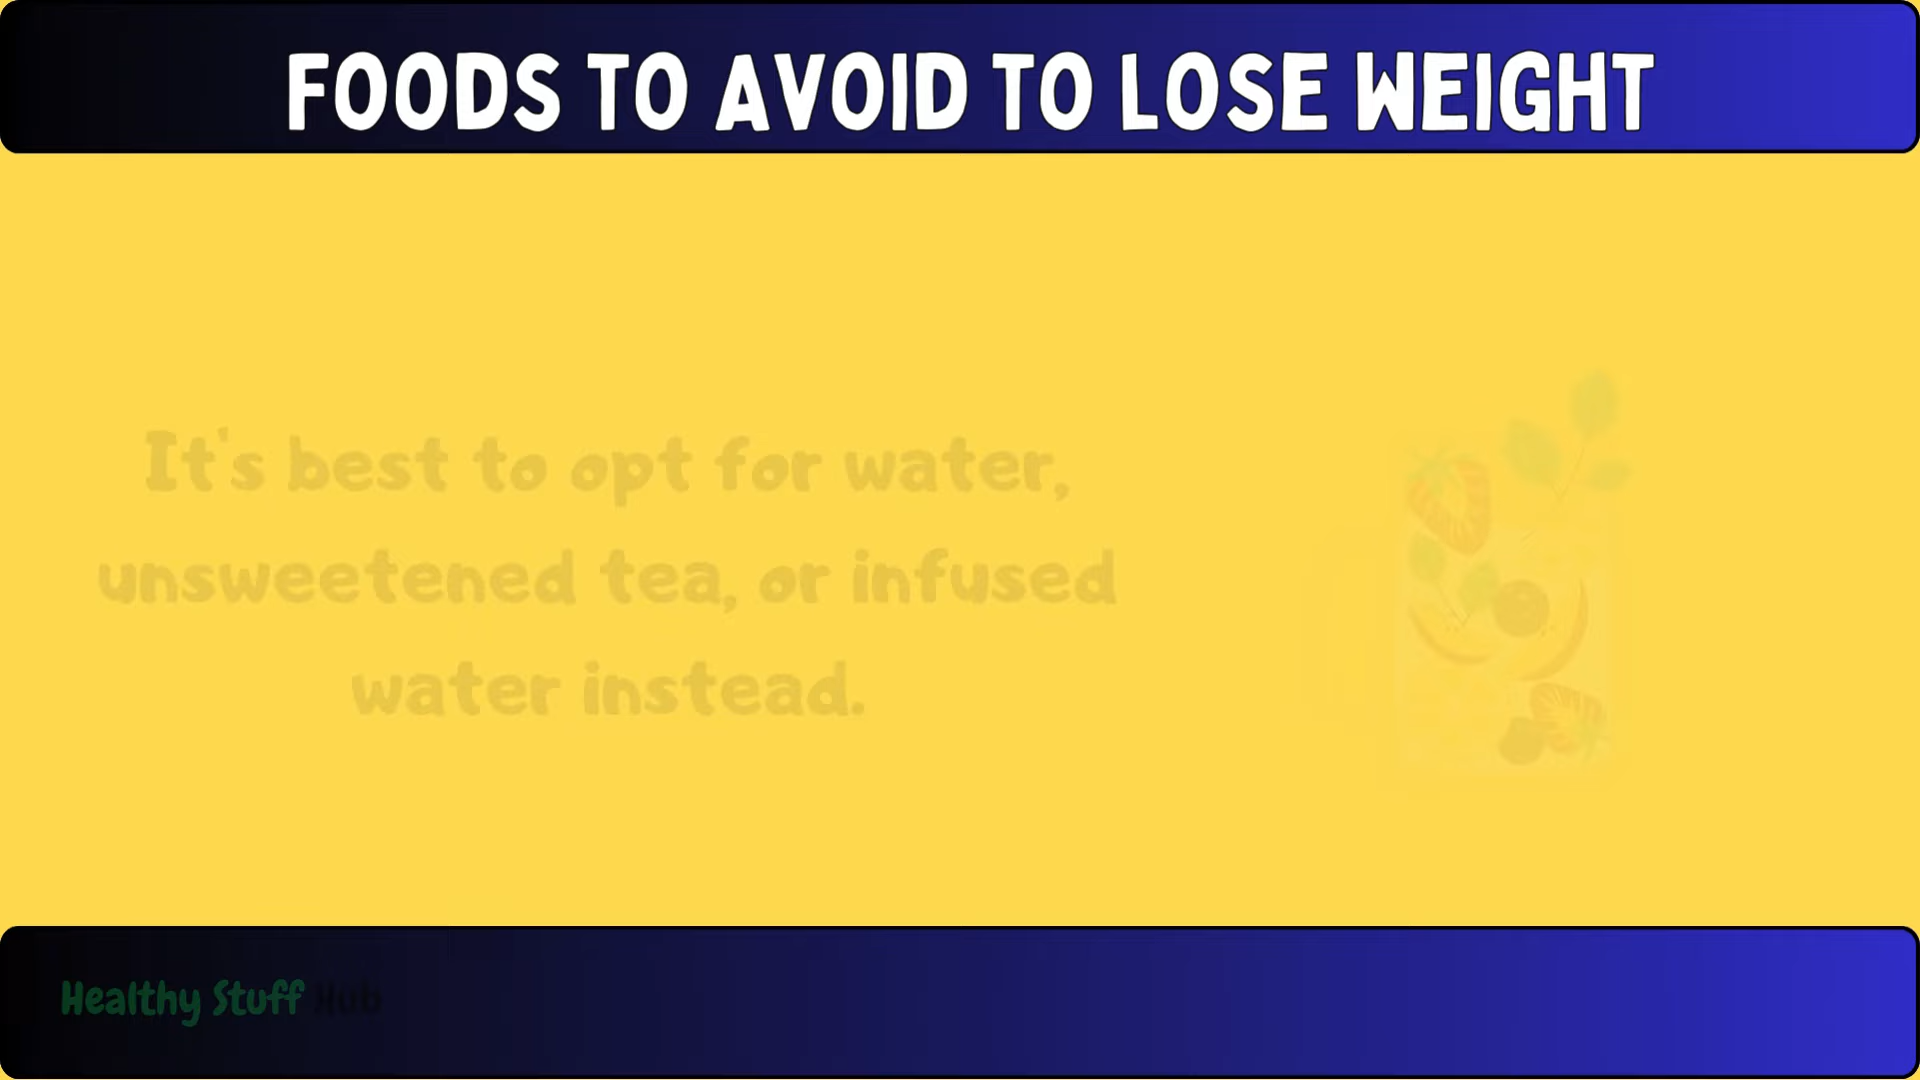 FOODS TO AVOID TO LOSE WEIGHT
It's best to opt for water,
unsweetened tea, or infused
water instead.
Healthy Stuff Hub